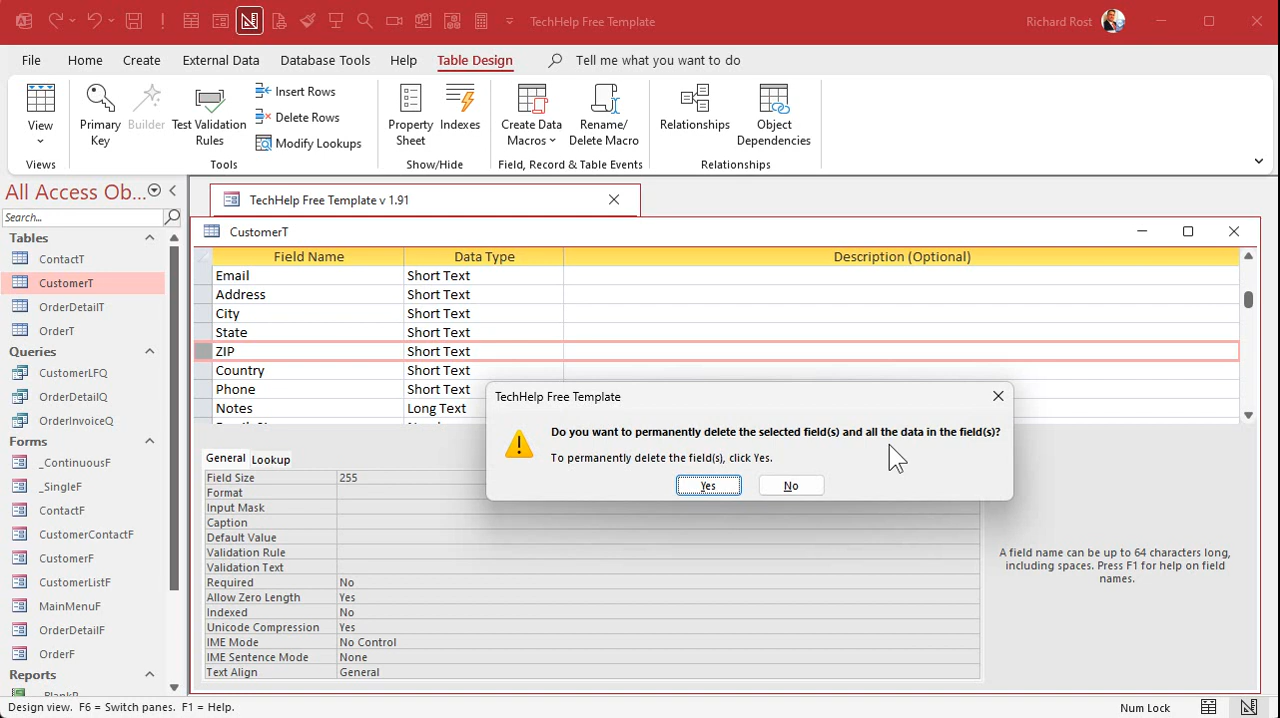 TechHelp Free Template
Richard Rost
File Home Create External Data Database Tools Help Table Design Tell me what you want to do
View
Primary Key
Builder
Test Validation Rules
Insert Rows
Delete Rows
Modify Lookups
Property Sheet
Indexes
Create Data Macros
Rename/ Delete Macro
Relationships
Object Dependencies
Views
Tools
Show/Hide
Field, Record & Table Events
Relationships
All Access Ob...
Search...
Tables
ContactT
CustomerT
OrderDetailT
OrderT
Queries
CustomerLFQ
OrderDetailQ
OrderInvoiceQ
Forms
_ContinuousF
_SingleF
ContactF
CustomerContactF
CustomerF
CustomerListF
MainMenuF
OrderDetailF
OrderF
Reports
TechHelp Free Template v 1.91
CustomerT
Field Name Data Type Description (Optional)
Email Short Text
Address Short Text
City Short Text
State Short Text
ZIP Short Text
Country Short Text
Phone Short Text
Notes Long Text
TechHelp Free Template
Do you want to permanently delete the selected field(s) and all the data in the field(s)?
To permanently delete the field(s), click Yes.
Yes No
General Lookup
Field Size 255
Format
Input Mask
Caption
Default Value
Validation Rule
Validation Text
Required No
Allow Zero Length Yes
Indexed No
Unicode Compression Yes
IME Mode No Control
IME Sentence Mode None
Text Align General
A field name can be up to 64 characters long,
including spaces. Press F1 for help on field
names.
Design view. F6 = Switch panes. F1 = Help.
Num Lock